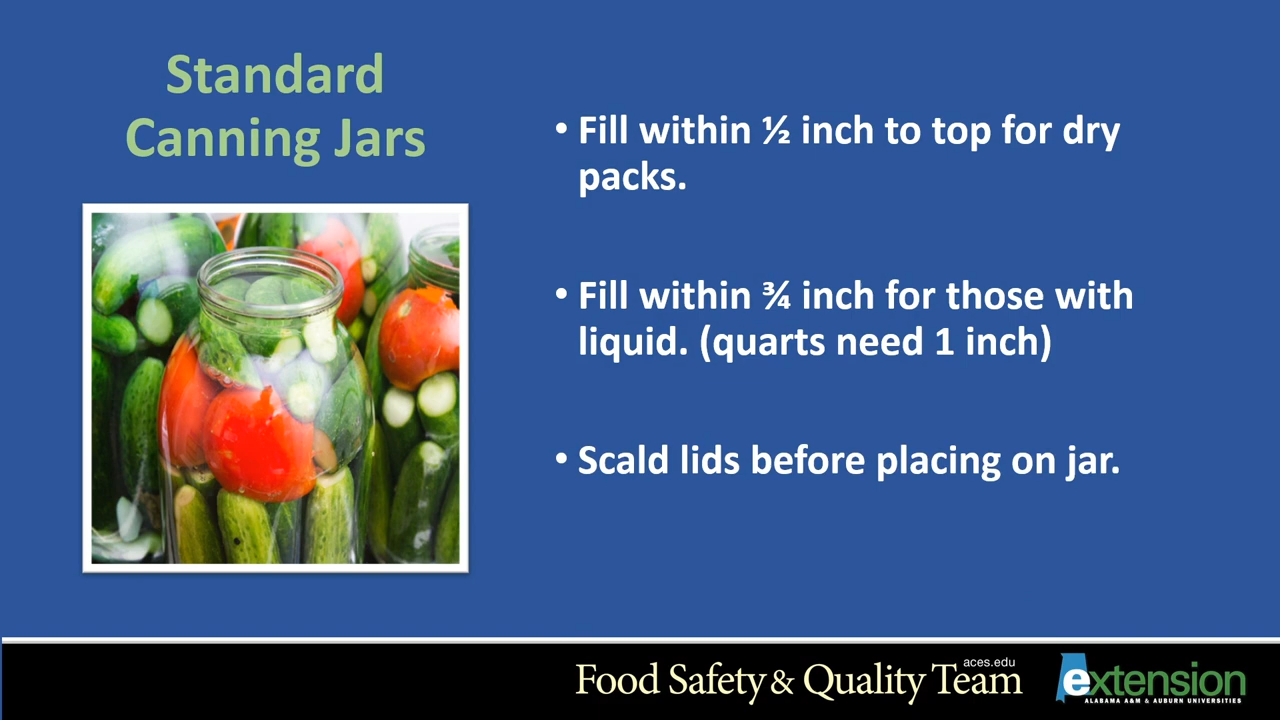 Standard
Canning Jars
• Fill within ½ inch to top for dry
packs.
• Fill within ¾ inch for those with
liquid. (quarts need 1 inch)
• Scald lids before placing on jar.
aces.edu
Food Safety & Quality Team
extension
ALABAMA A&M & AUBURN UNIVERSITIES